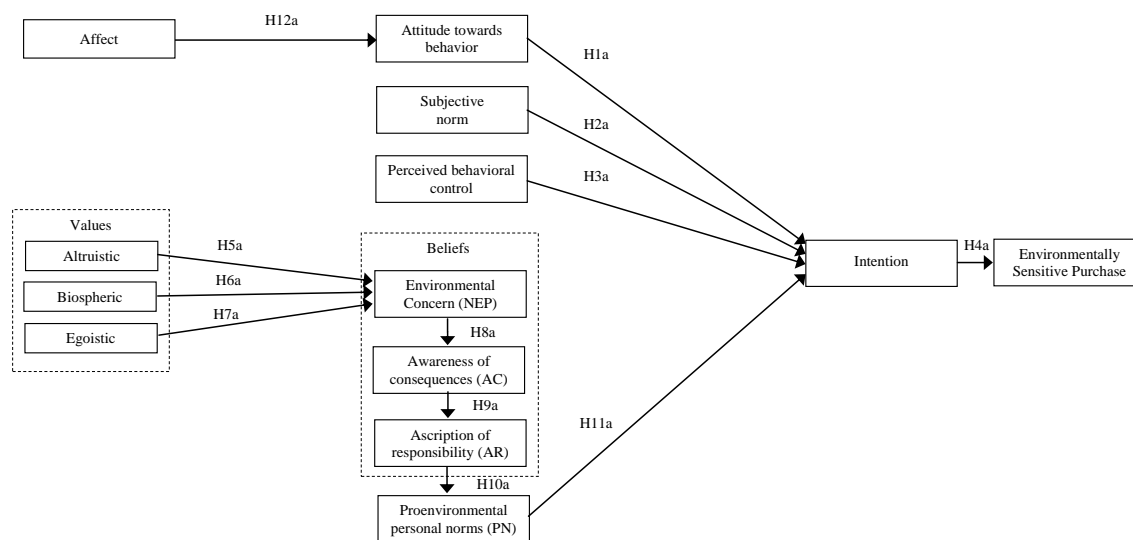 H12a
Affect
Attitude towards
behavior
H1a
Subjective
norm
H2a
Perceived behavioral
control
H3a
Values
Altruistic
Biospheric
Egoistic
H5a
H6a
H7a
Beliefs
Environmental
Concern (NEP)
H8a
Awareness of
consequences (AC)
H9a
Ascription of
responsibility (AR)
H10a
Proenvironmental
personal norms (PN)
H11a
Intention
H4a
Environmentally
Sensitive Purchase